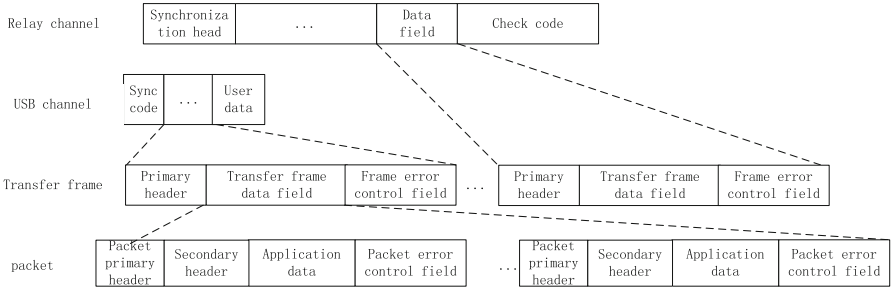 Relay channel
Synchroniza
tion head
...
Data
field
Check code
USB channel
Sync
code
...
User
data
Transfer frame
Primary
header
Transfer frame
data field
Frame error
control field
...
Primary
header
Transfer frame
data field
Frame error
control field
packet
Packet
primary
header
Secondary
header
Application
data
Packet error
control field
...
Packet
primary
header
Secondary
header
Application
data
Packet error
control field